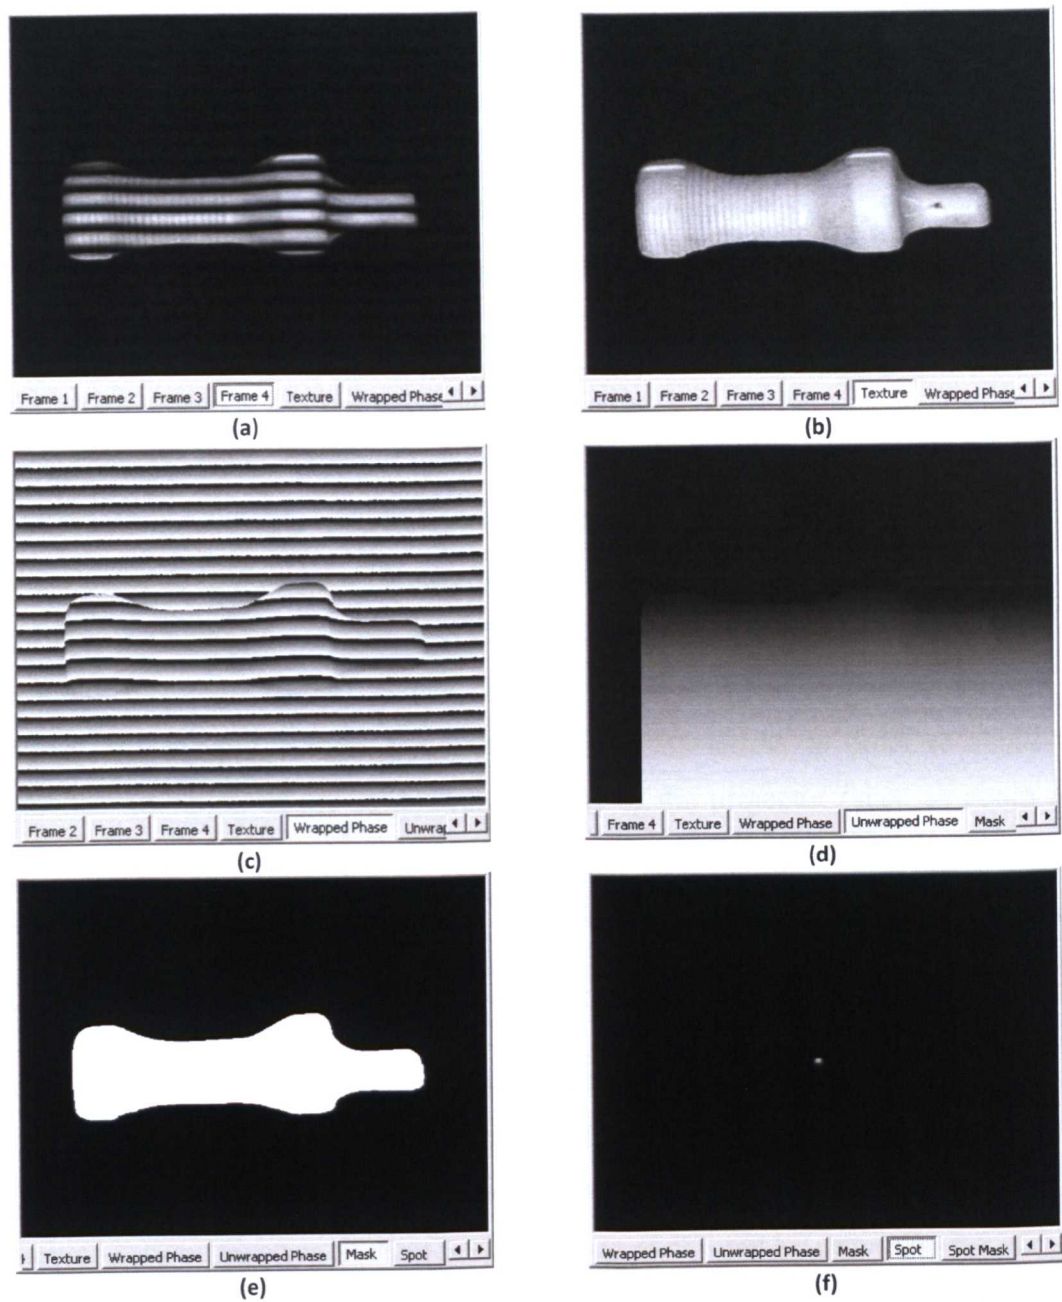 Frame 1 Frame 2 Frame 3 Frame 4 Texture Wrapped Phase
(a)
Frame 1 Frame 2 Frame 3 Frame 4 Texture Wrapped Phase
(b)
Frame 2 Frame 3 Frame 4 Texture Wrapped Phase Unwrap
(c)
Frame 4 Texture Wrapped Phase Unwrapped Phase Mask
(d)
Texture Wrapped Phase Unwrapped Phase Mask Spot
(e)
Wrapped Phase Unwrapped Phase Mask Spot Spot Mask
(f)